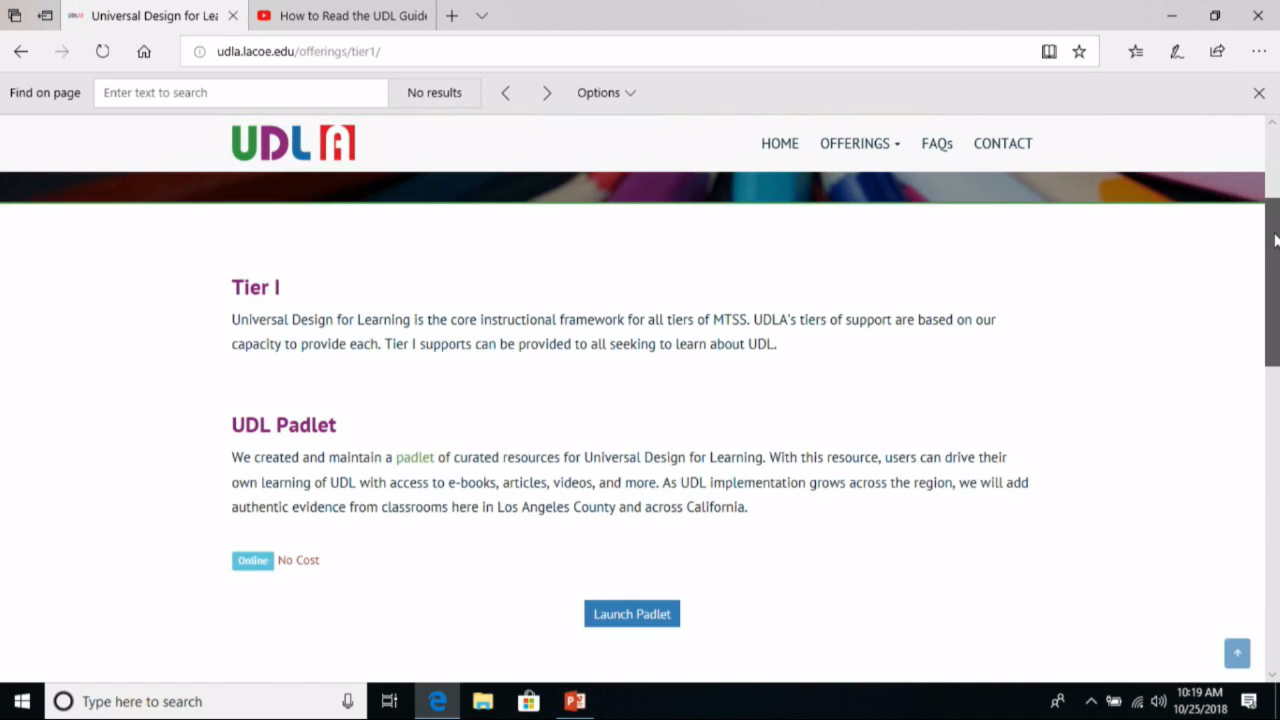 Universal Design for Lea
How to Read the UDL Guide
udla.lacoe.edu/offerings/tier1/
Find on page
Enter text to search
No results
Options
UDL A
HOME
OFFERINGS
FAQs
CONTACT
Tier I
Universal Design for Learning is the core instructional framework for all tiers of MTSS. UDLA's tiers of support are based on our
capacity to provide each. Tier I supports can be provided to all seeking to learn about UDL.
UDL Padlet
We created and maintain a padlet of curated resources for Universal Design for Learning. With this resource, users can drive their
own learning of UDL with access to e-books, articles, videos, and more. As UDL implementation grows across the region, we will add
authentic evidence from classrooms here in Los Angeles County and across California.
Online No Cost
Launch Padlet
Type here to search
10:19 AM
10/25/2018